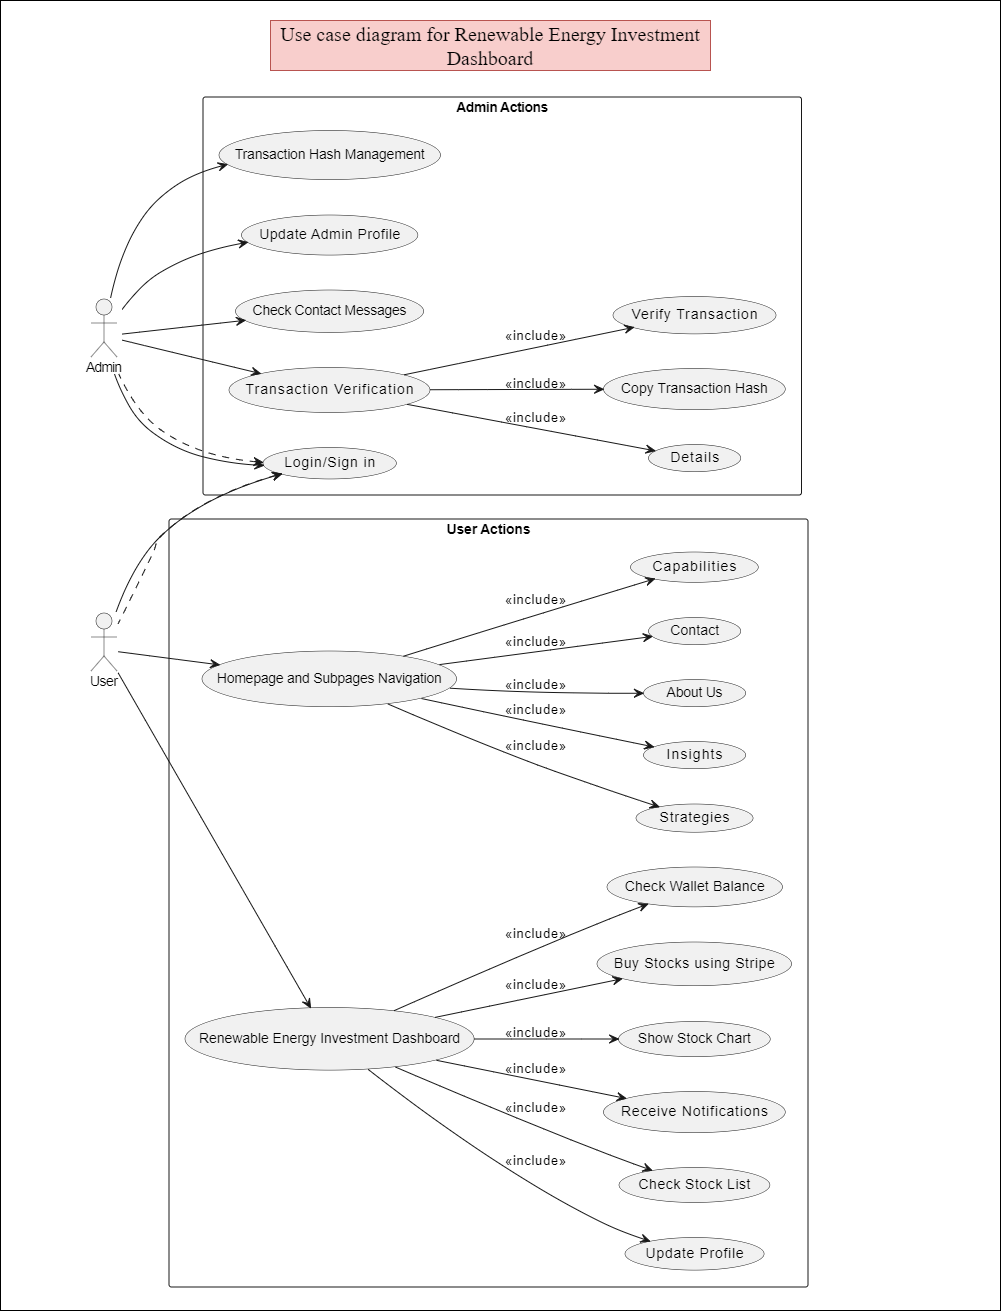 Use case diagram for Renewable Energy Investment
Dashboard
Admin Actions
Transaction Hash Management
Update Admin Profile
Check Contact Messages
Verify Transaction
«include»
Admin
Transaction Verification
«include»
Copy Transaction Hash
«include»
Details
Login/Sign in
User Actions
Capabilities
«include»
Contact
«include»
User
Homepage and Subpages Navigation
«include»
About Us
«include»
Insights
«include»
Strategies
Check Wallet Balance
«include»
Buy Stocks using Stripe
«include»
Renewable Energy Investment Dashboard
«include»
Show Stock Chart
«include»
Receive Notifications
«include»
Check Stock List
«include»
Update Profile